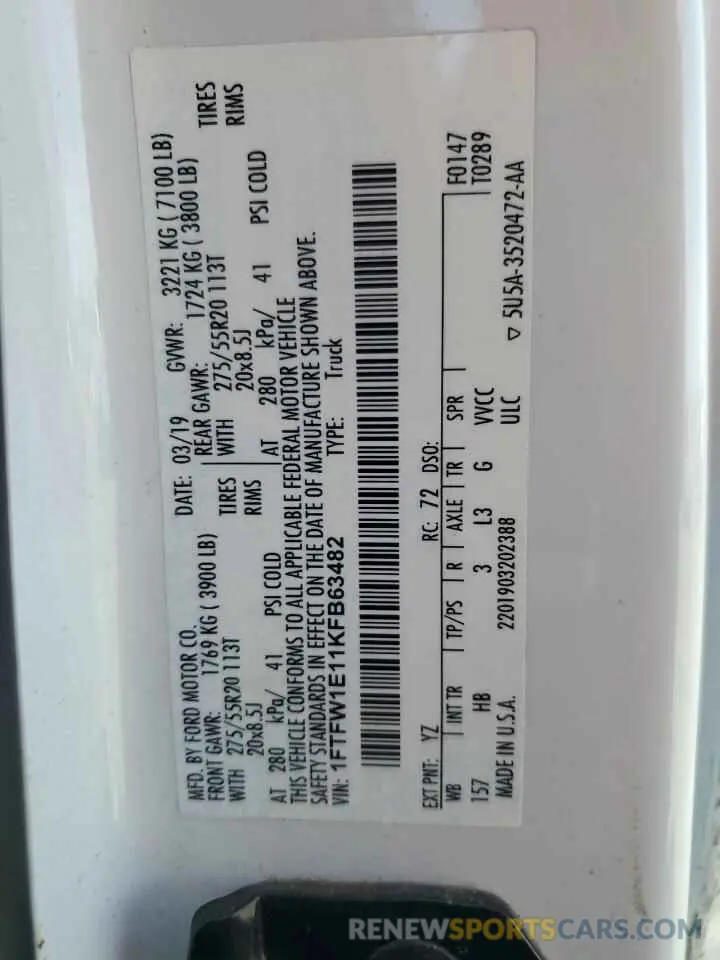 MFD. BY FORD MOTOR CO.
DATE: 03/19 GVWR: 3221 KG ( 7100 LB)
FRONT GAWR: 1769 KG ( 3900 LB) REAR GAWR: 1724 KG ( 3800 LB)
WITH 275/55R20 113T TIRES WITH 275/55R20 113T TIRES
20x8.5J RIMS 20x8.5J RIMS
AT 280 kPa/ 41 PSI COLD AT 280 kPa/ 41 PSI COLD
THIS VEHICLE CONFORMS TO ALL APPLICABLE FEDERAL MOTOR VEHICLE
SAFETY STANDARDS IN EFFECT ON THE DATE OF MANUFACTURE SHOWN ABOVE.
VIN: 1FTFW1E11KFB63482 TYPE: Truck
EXT PNT: YZ RC: 72 DSO: F0147
WB INT TR TP/PS R AXLE TR SPR T0289
157 HB 3 L3 G VVCC
ULC
MADE IN U.S.A. 2201903202388 ▽ 5U5A-3520472-AA
RENEWSPORTSCARS.COM